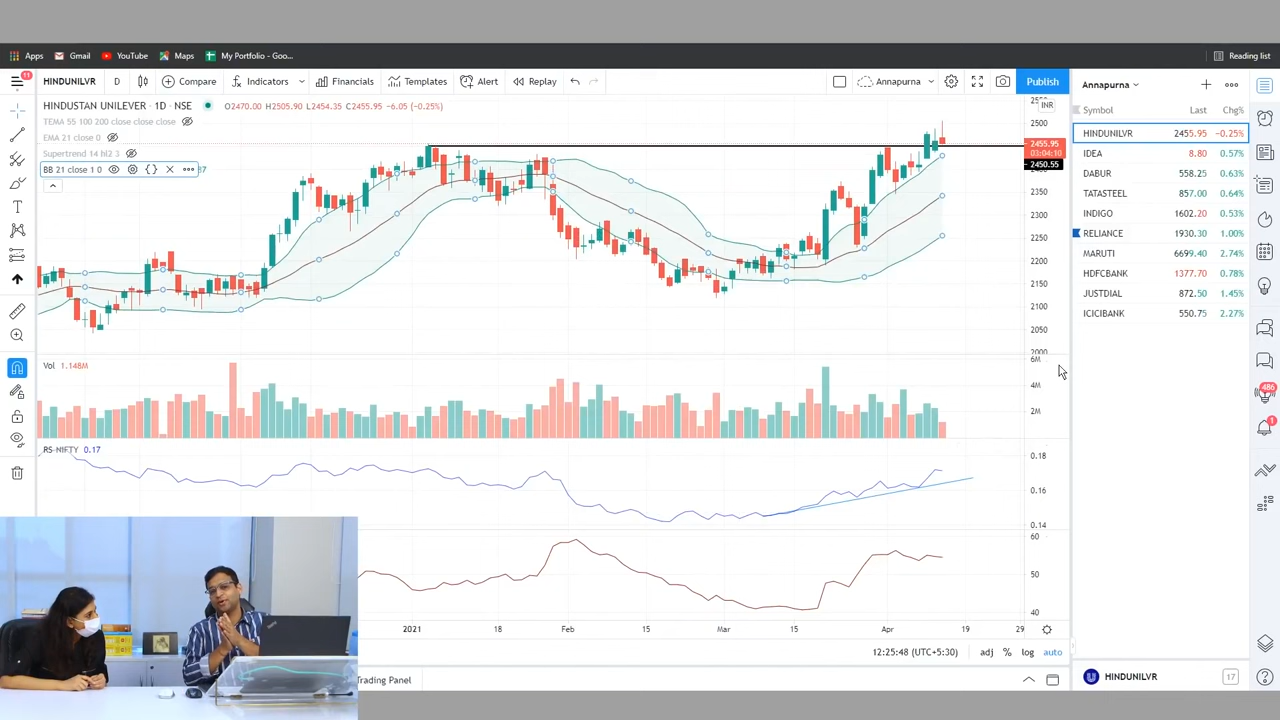 Apps Gmail YouTube Maps My Portfolio - Goo... Reading list
11
HINDUNILVR D Compare Indicators Financials Templates Alert Replay Annapurna Publish
HINDUSTAN UNILEVER · 1D · NSE O2470.00 H2505.90 L2454.35 C2455.95 -6.05 (-0.25%)
TEMA 55 100 200 close close close
EMA 21 close 0
Supertrend 14 hl2 3
BB 21 close 1 0
INR
2500
2455.95
03:04:10
2450.55
2400
2350
2300
2250
2200
2150
2100
2050
2000
Vol 1.148M
6M
4M
2M
RS-NIFTY 0.17
0.18
0.16
0.14
60
50
40
2021 18 Feb 15 Mar 15 Apr 19 29
12:25:48 (UTC+5:30) adj % log auto
Trading Panel
Annapurna
Symbol Last Chg%
HINDUNILVR 2455.95 -0.25%
IDEA 8.80 0.57%
DABUR 558.25 0.63%
TATASTEEL 857.00 0.64%
INDIGO 1602.20 0.53%
RELIANCE 1930.30 1.00%
MARUTI 6699.40 2.74%
HDFCBANK 1377.70 0.78%
JUSTDIAL 872.50 1.45%
ICICIBANK 550.75 2.27%
486
1
HINDUNILVR 17